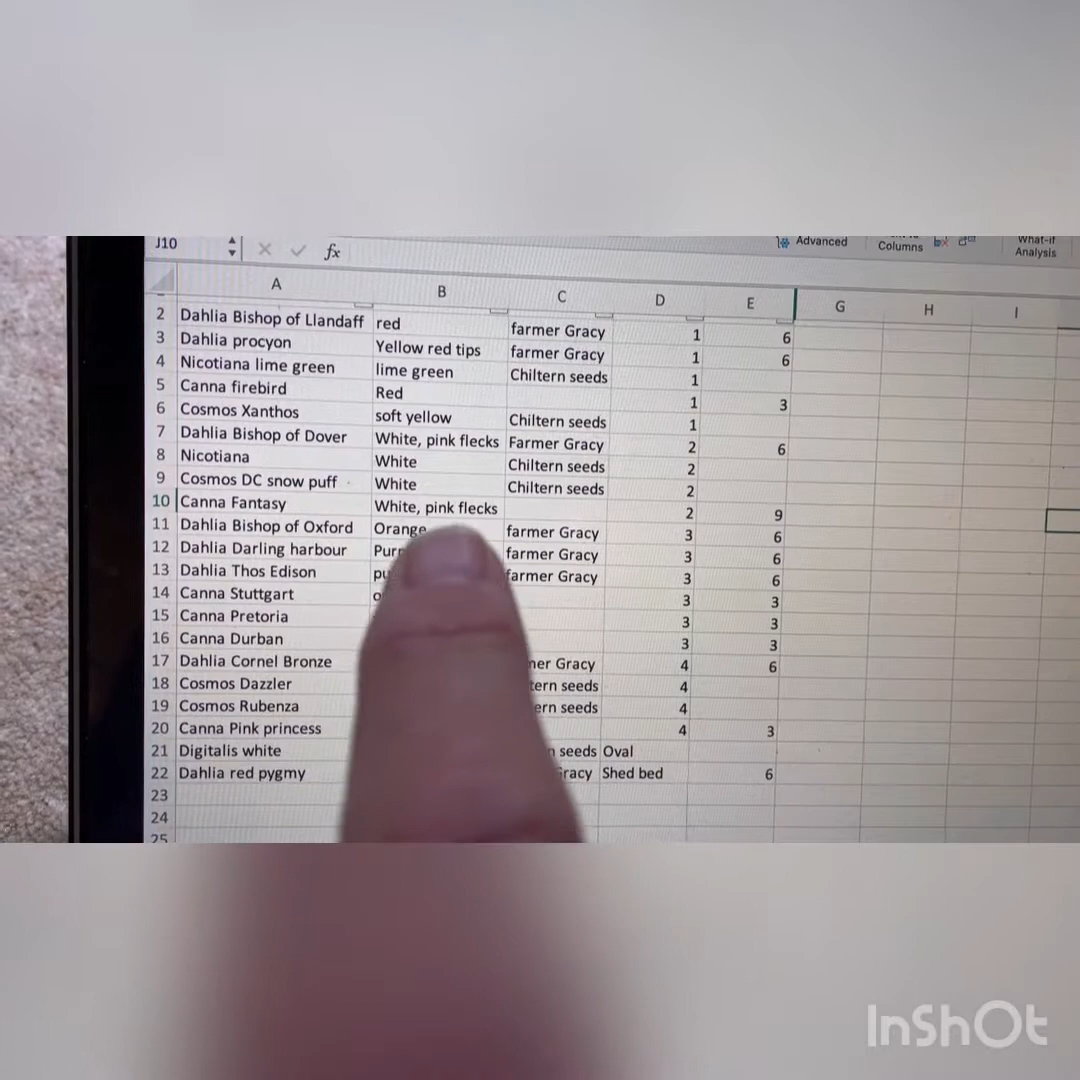 J10 fx Advanced Columns What-if Analysis
A B C D E G H I
2 Dahlia Bishop of Llandaff red farmer Gracy 1 6
3 Dahlia procyon Yellow red tips farmer Gracy 1 6
4 Nicotiana lime green lime green Chiltern seeds 1
5 Canna firebird Red 1 3
6 Cosmos Xanthos soft yellow Chiltern seeds 1
7 Dahlia Bishop of Dover White, pink flecks Farmer Gracy 2 6
8 Nicotiana White Chiltern seeds 2
9 Cosmos DC snow puff White Chiltern seeds 2
10 Canna Fantasy White, pink flecks 2 9
11 Dahlia Bishop of Oxford Orange farmer Gracy 3 6
12 Dahlia Darling harbour farmer Gracy 3 6
13 Dahlia Thos Edison farmer Gracy 3 6
14 Canna Stuttgart 3 3
15 Canna Pretoria 3 3
16 Canna Durban 3 3
17 Dahlia Cornel Bronze Gracy 4 6
18 Cosmos Dazzler seeds 4
19 Cosmos Rubenza seeds 4
20 Canna Pink princess 4 3
21 Digitalis white seeds Oval
22 Dahlia red pygmy Shed bed 6
23
24
25
InShOt